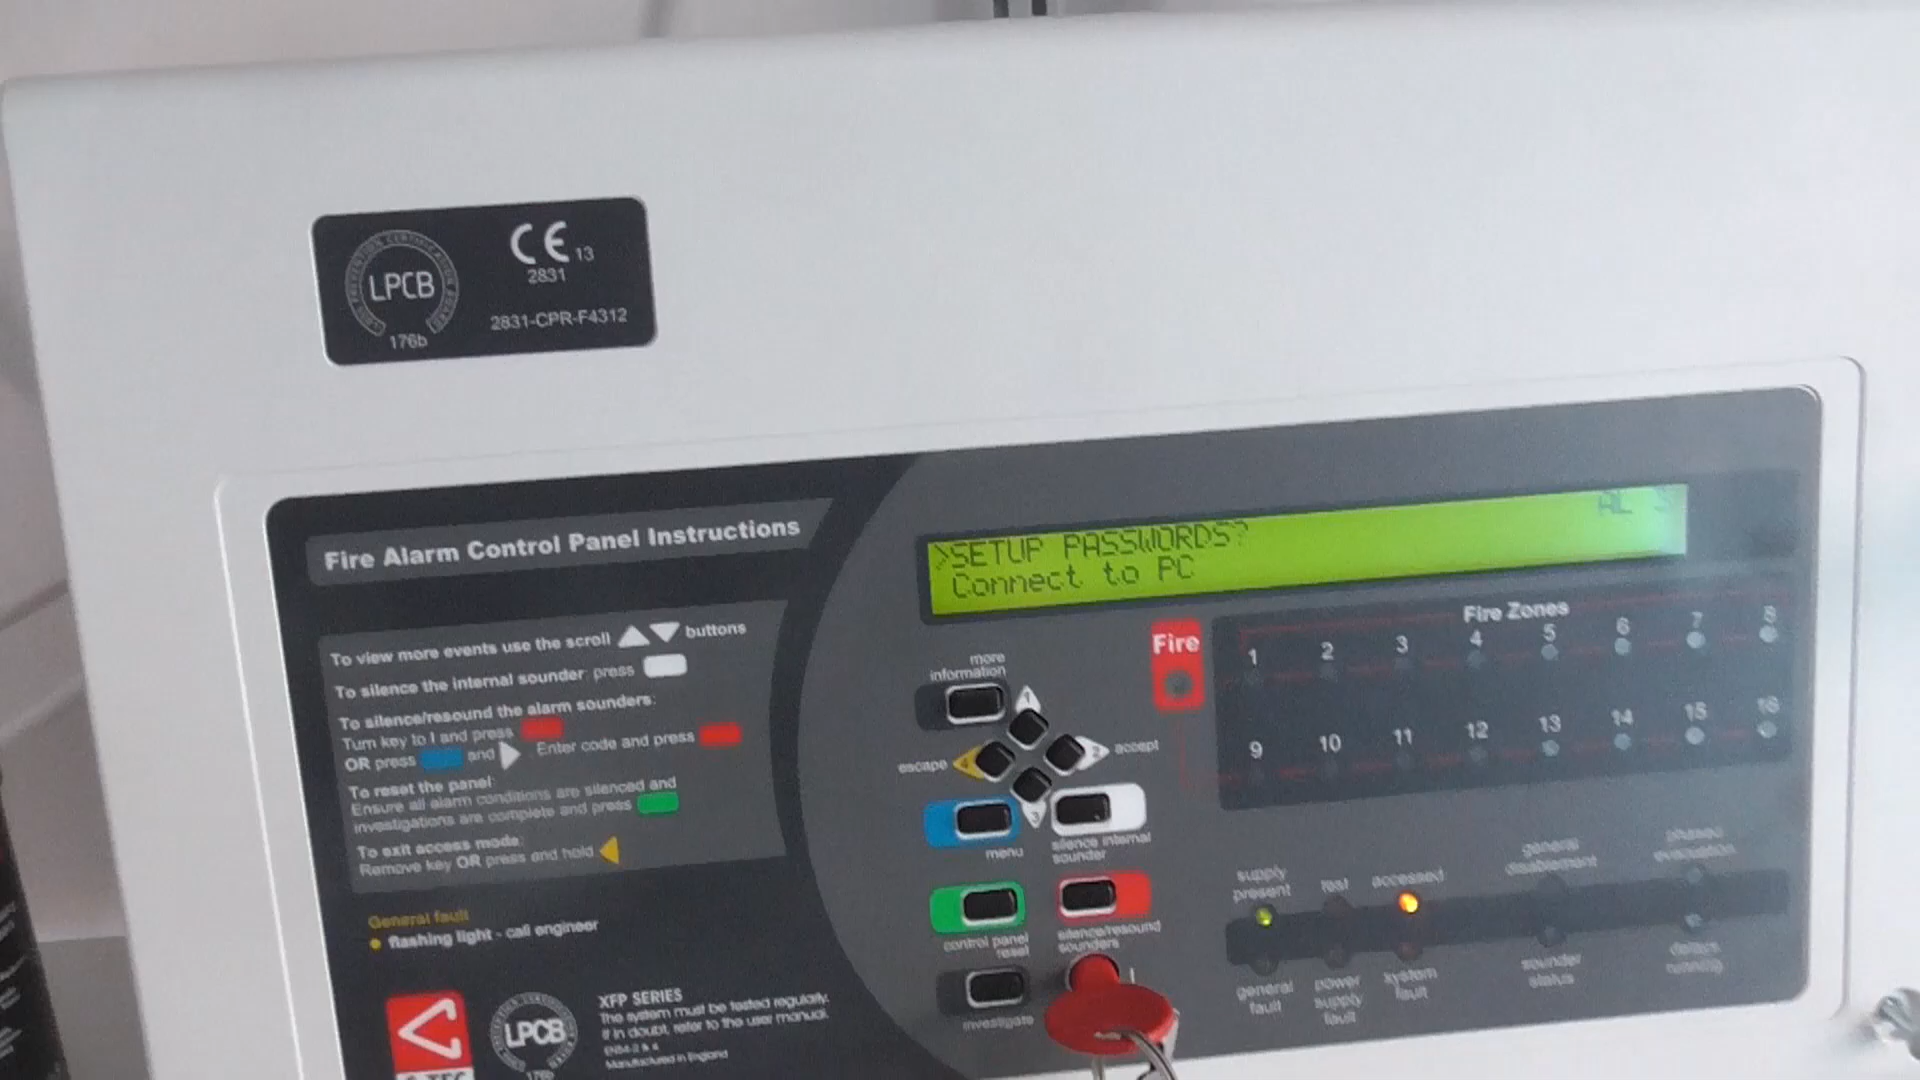 LPCB
176b
CE 13
2831
2831-CPR-F4312
Fire Alarm Control Panel Instructions
To view more events use the scroll buttons
To silence the internal sounder: press
To silence/resound the alarm sounders:
Turn key to I and press
OR press and Enter code and press
To reset the panel:
Ensure all alarm conditions are silenced and
investigations are complete and press
To exit access mode:
Remove key OR press and hold
General fault
flashing light - call engineer
LPCB
176b
XFP SERIES
The system must be tested regularly.
If in doubt, refer to the user manual.
Manufactured in England
>SETUP PASSWORDS?
Connect to PC
more
information
1
2
accept
escape
4
3
menu
silence internal
sounder
control panel
reset
silence/resound
sounders
investigate
I
Fire
Fire Zones
1 2 3 4 5 6 7 8
9 10 11 12 13 14 15 16
supply
present
test
accessed
general
disablement
phased
evacuation
general
fault
power
supply
fault
system
fault
sounder
status
delays
running